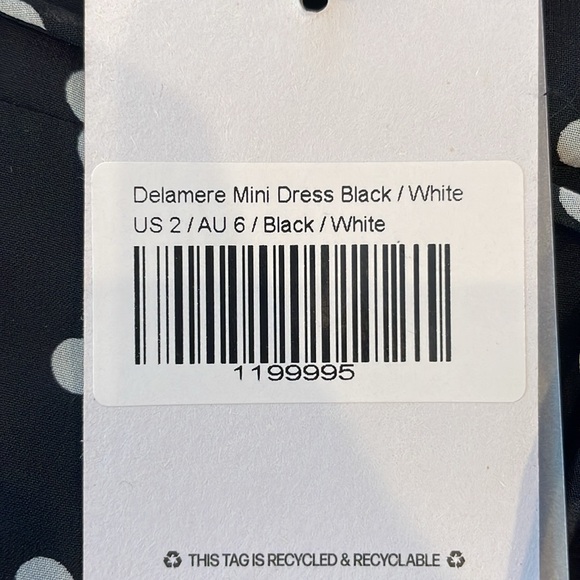 Delamere Mini Dress Black / White
US 2 / AU 6 / Black / White
1199995
THIS TAG IS RECYCLED & RECYCLABLE